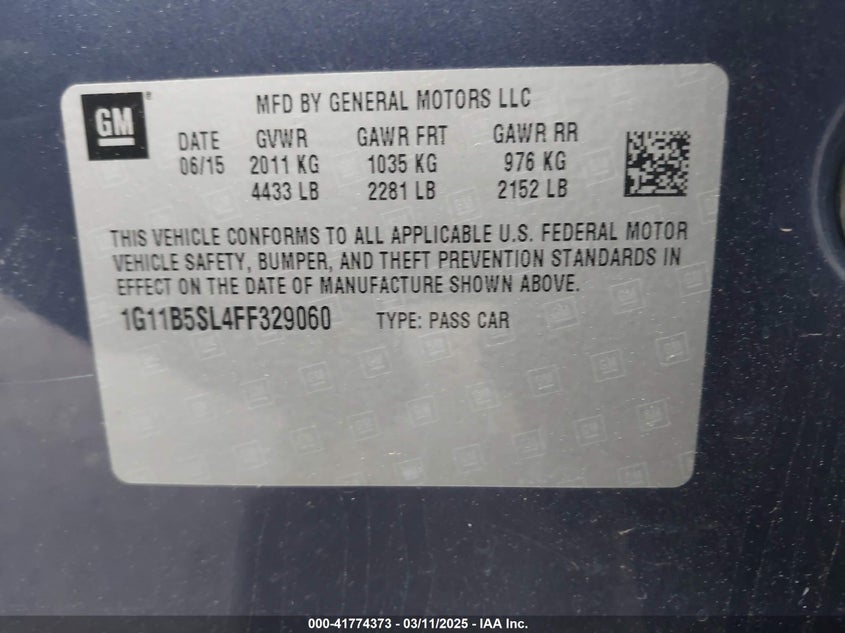 GM
MFD BY GENERAL MOTORS LLC
DATE GVWR GAWR FRT GAWR RR
06/15 2011 KG 1035 KG 976 KG
4433 LB 2281 LB 2152 LB
THIS VEHICLE CONFORMS TO ALL APPLICABLE U.S. FEDERAL MOTOR
VEHICLE SAFETY, BUMPER, AND THEFT PREVENTION STANDARDS IN
EFFECT ON THE DATE OF MANUFACTURE SHOWN ABOVE.
1G11B5SL4FF329060 TYPE: PASS CAR
000-41774373 - 03/11/2025 - IAA Inc.